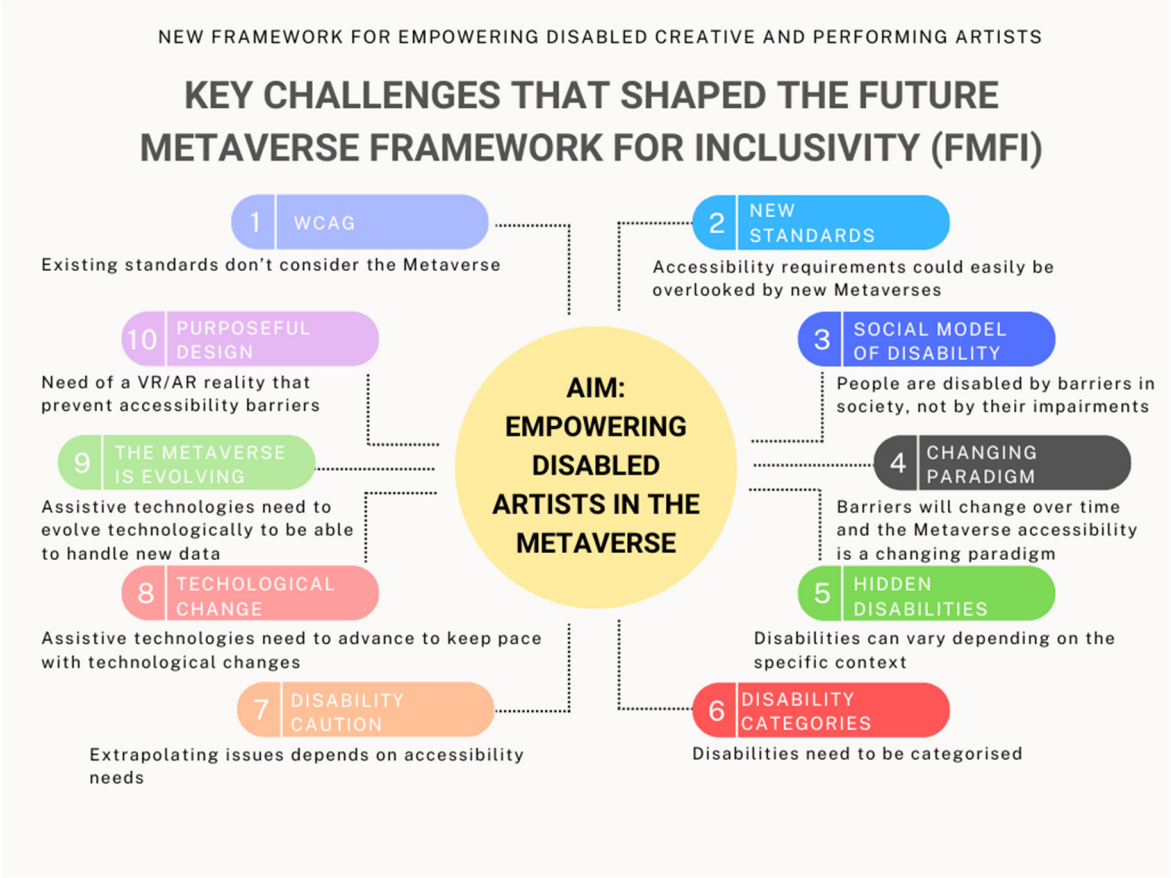 NEW FRAMEWORK FOR EMPOWERING DISABLED CREATIVE AND PERFORMING ARTISTS
KEY CHALLENGES THAT SHAPED THE FUTURE
METAVERSE FRAMEWORK FOR INCLUSIVITY (FMFI)
1 WCAG
Existing standards don't consider the Metaverse
2 NEW
STANDARDS
Accessibility requirements could easily be
overlooked by new Metaverses
3 SOCIAL MODEL
OF DISABILITY
People are disabled by barriers in
society, not by their impairments
4 CHANGING
PARADIGM
Barriers will change over time
and the Metaverse accessibility
is a changing paradigm
5 HIDDEN
DISABILITIES
Disabilities can vary depending on the
specific context
6 DISABILITY
CATEGORIES
Disabilities need to be categorised
7 DISABILITY
CAUTION
Extrapolating issues depends on accessibility
needs
8 TECHOLOGICAL
CHANGE
Assistive technologies need to advance to keep pace
with technological changes
9 THE METAVERSE
IS EVOLVING
Assistive technologies need to
evolve technologically to be able
to handle new data
10 PURPOSEFUL
DESIGN
Need of a VR/AR reality that
prevent accessibility barriers
AIM:
EMPOWERING
DISABLED
ARTISTS IN THE
METAVERSE